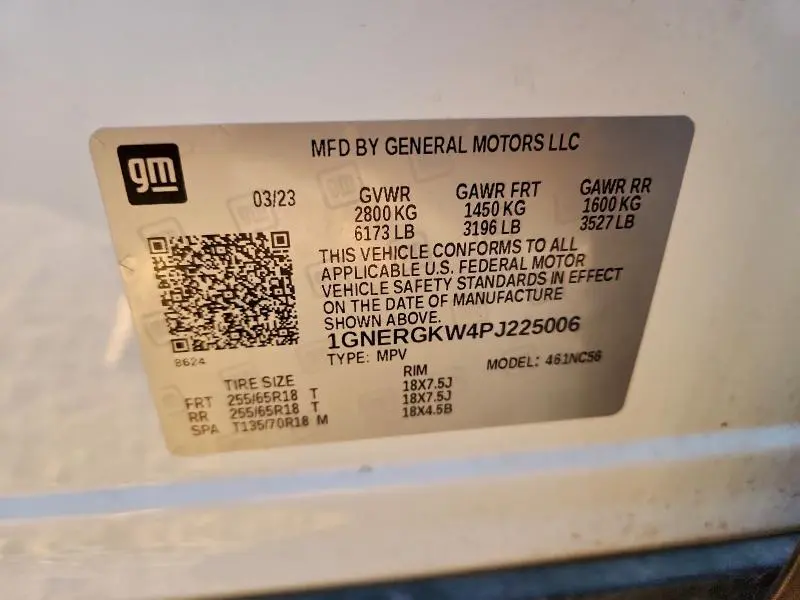 gm
MFD BY GENERAL MOTORS LLC
03/23
GVWR
2800 KG
6173 LB
GAWR FRT
1450 KG
3196 LB
GAWR RR
1600 KG
3527 LB
THIS VEHICLE CONFORMS TO ALL
APPLICABLE U.S. FEDERAL MOTOR
VEHICLE SAFETY STANDARDS IN EFFECT
ON THE DATE OF MANUFACTURE
SHOWN ABOVE.
1GNERGKW4PJ225006
8624
TYPE: MPV MODEL: 461NC56
TIRE SIZE RIM
FRT 255/65R18 T 18X7.5J
RR 255/65R18 T 18X7.5J
SPA T135/70R18 M 18X4.5B